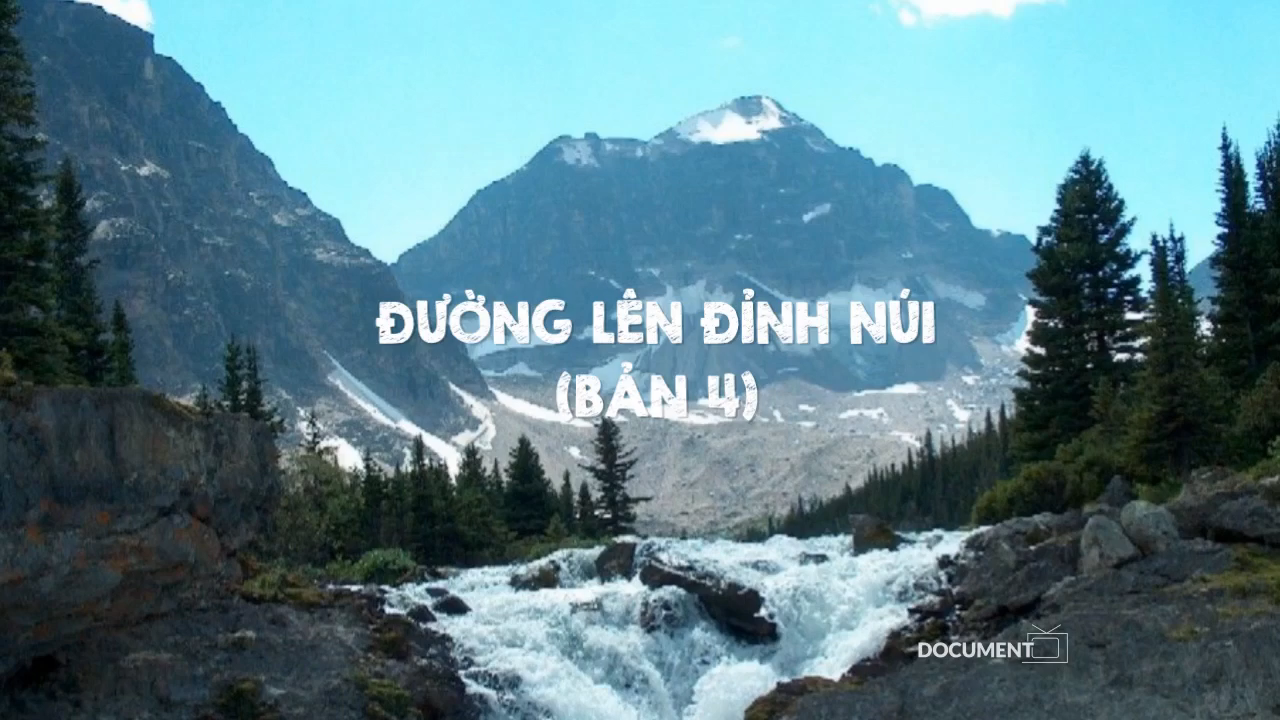 ĐƯỜNG LÊN ĐỈNH NÚI
(BẢN 4)
DOCUMENT